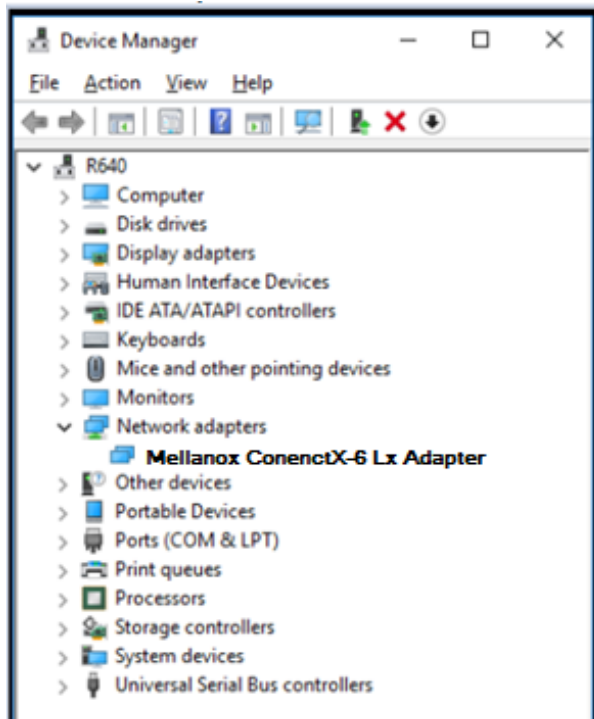 Device Manager
File Action View Help
R640
Computer
Disk drives
Display adapters
Human Interface Devices
IDE ATA/ATAPI controllers
Keyboards
Mice and other pointing devices
Monitors
Network adapters
Mellanox ConenctX-6 Lx Adapter
Other devices
Portable Devices
Ports (COM & LPT)
Print queues
Processors
Storage controllers
System devices
Universal Serial Bus controllers